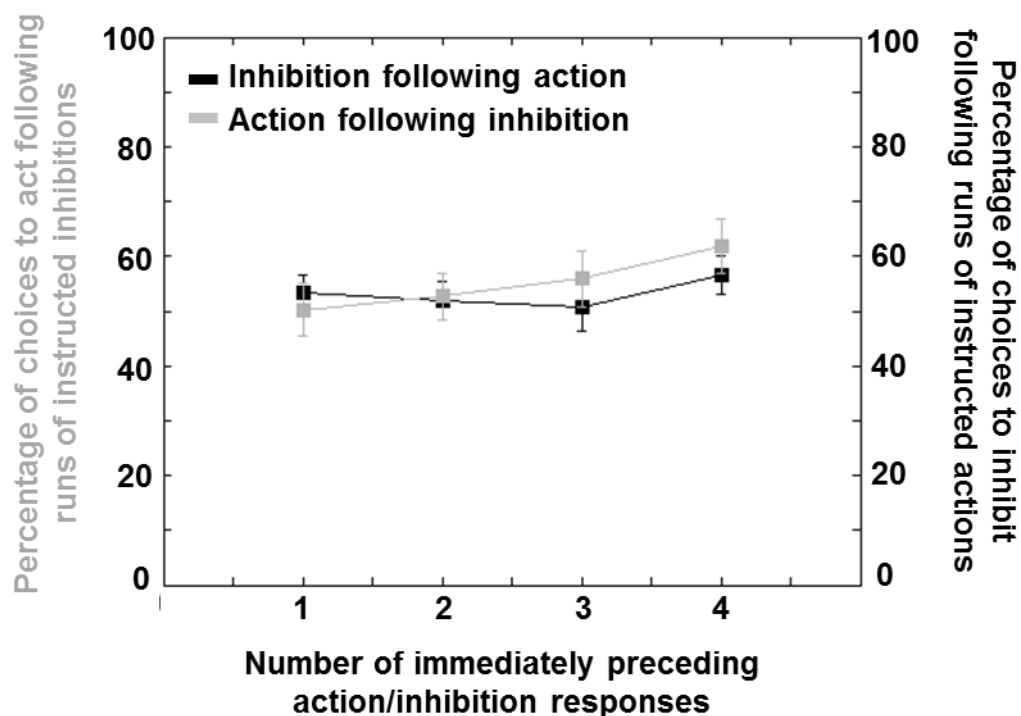 Percentage of choices to act following
runs of instructed inhibitions
100
80
60
40
20
0
Inhibition following action
Action following inhibition
100
80
60
40
20
0
Percentage of choices to inhibit
following runs of instructed actions
1 2 3 4
Number of immediately preceding
action/inhibition responses